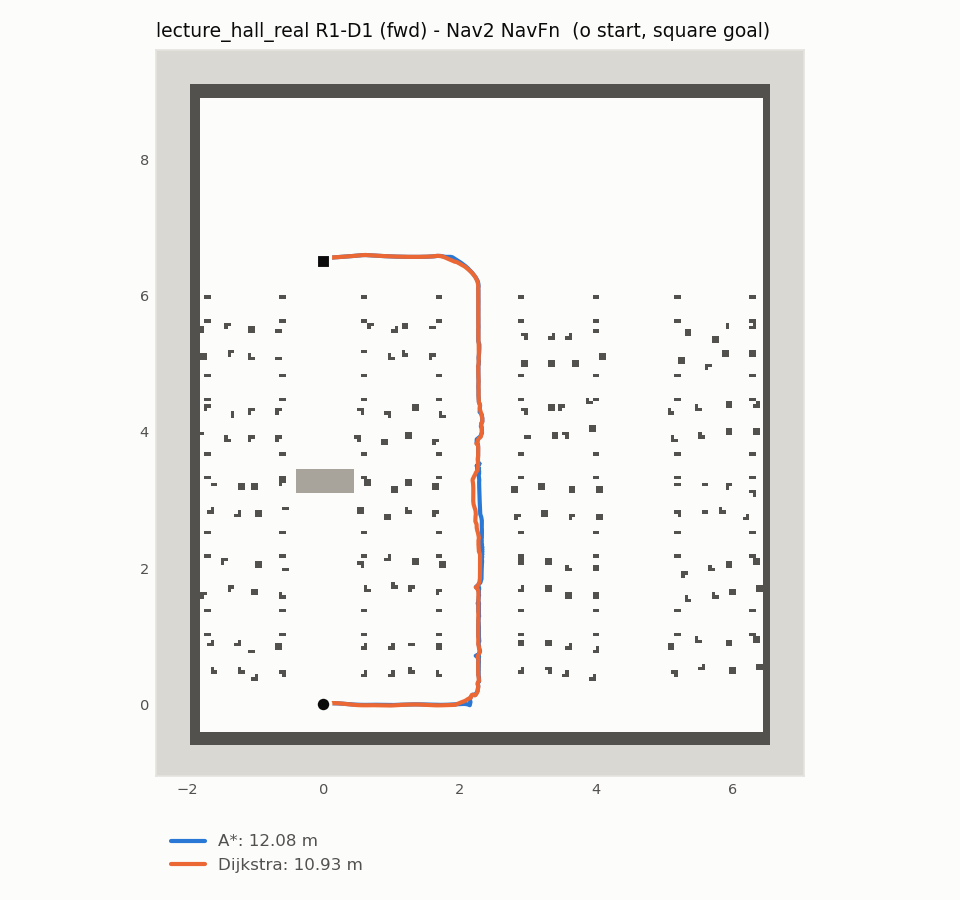 lecture_hall_real R1-D1 (fwd) - Nav2 NavFn  (o start, square goal)
8
6
4
2
0
−2 0 2 4 6
A*: 12.08 m
Dijkstra: 10.93 m